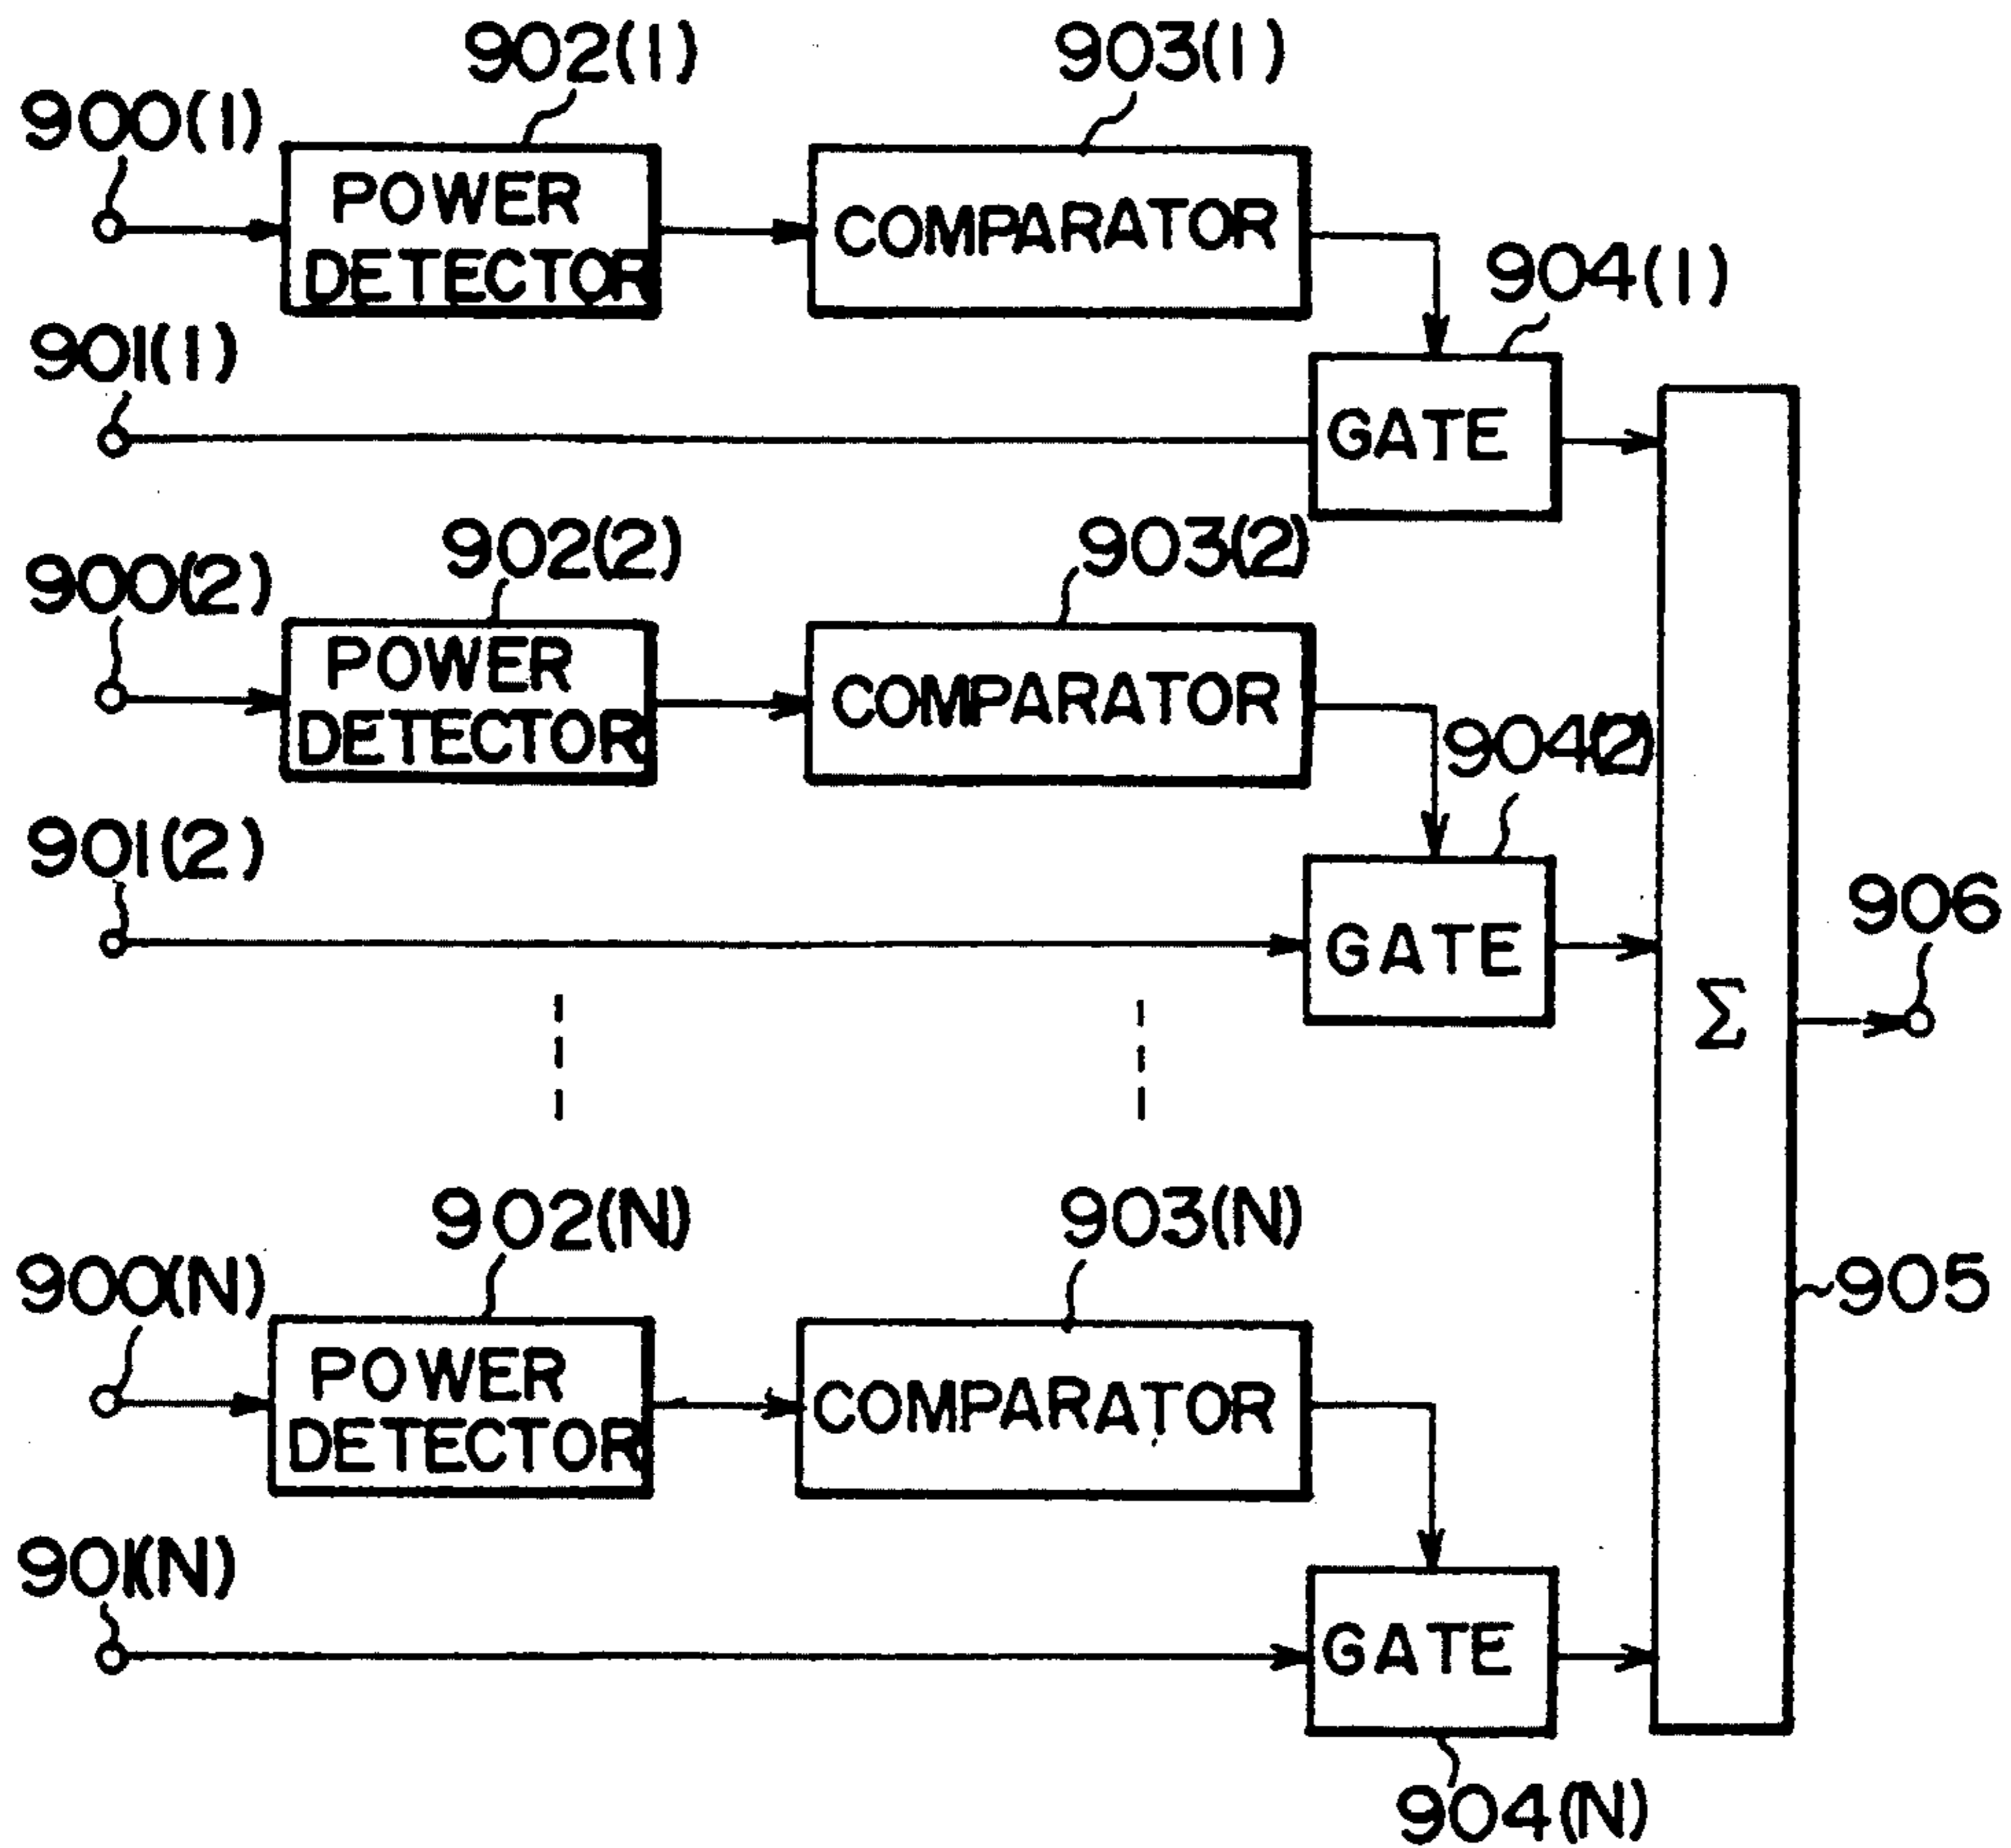 902(1)
903(1)
900(1)
POWER
DETECTOR
COMPARATOR
904(1)
901(1)
GATE
902(2)
903(2)
900(2)
POWER
DETECTOR
COMPARATOR
904(2)
901(2)
GATE
906
Σ
902(N)
903(N)
900(N)
905
POWER
DETECTOR
COMPARATOR
901(N)
GATE
904(N)